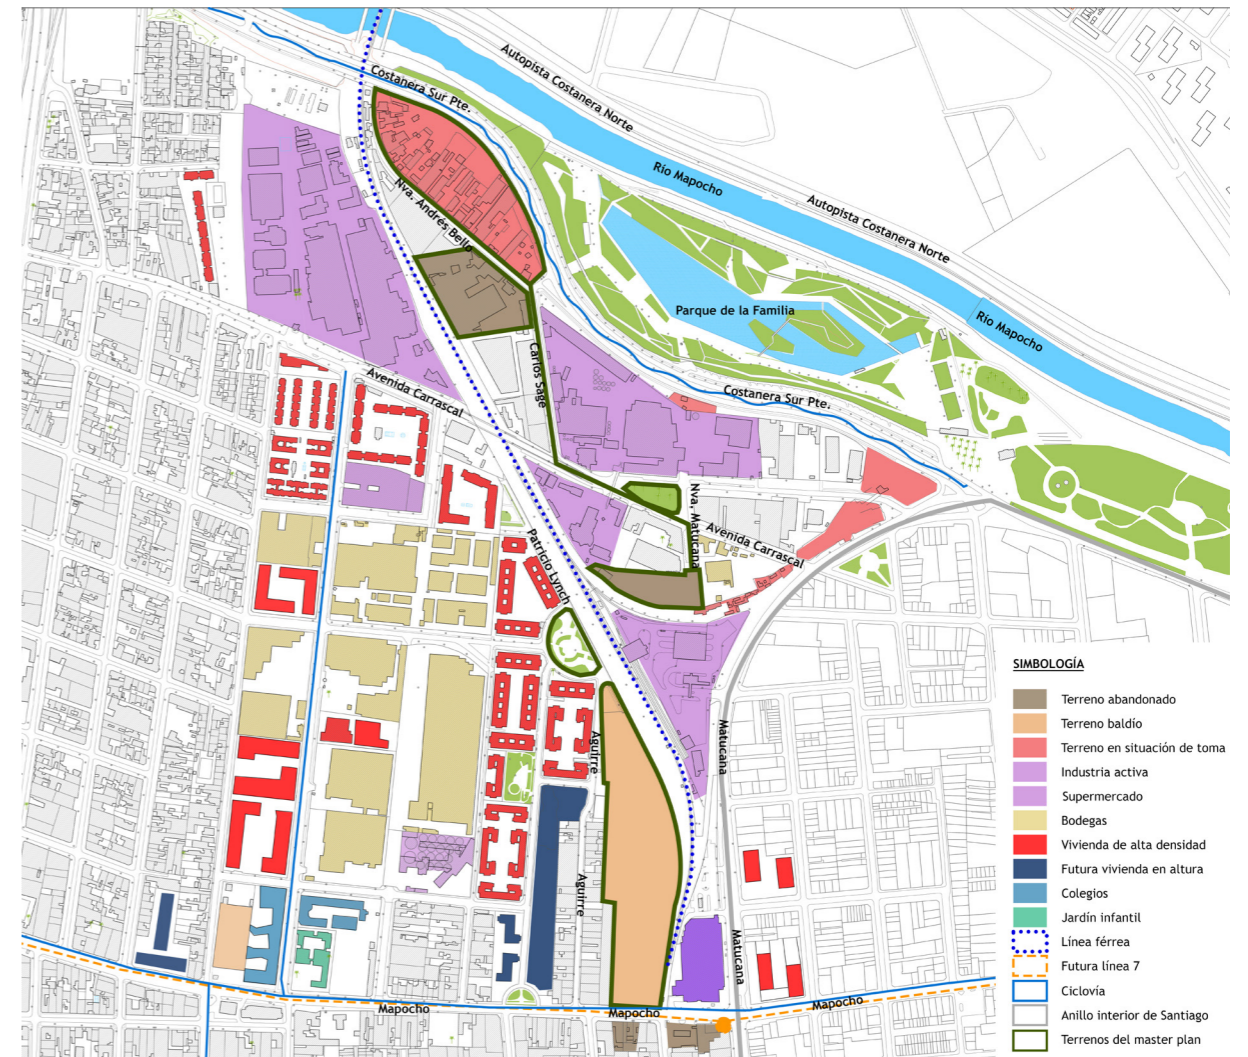 Autopista Costanera Norte
Costanera Sur Pte.
Río Mapocho
Autopista Costanera Norte
Nva. Andrés Bello
Parque de la Familia
Río Mapocho
Carlos Sage
Avenida Carrascal
Costanera Sur Pte.
Nva, Matucana
Avenida Carrascal
Patricio Lynch
Aguirre
Matucana
Aguirre
Matucana
Mapocho
Mapocho
Mapocho
SIMBOLOGÍA
Terreno abandonado
Terreno baldío
Terreno en situación de toma
Industria activa
Supermercado
Bodegas
Vivienda de alta densidad
Futura vivienda en altura
Colegios
Jardín infantil
Línea férrea
Futura línea 7
Ciclovía
Anillo interior de Santiago
Terrenos del master plan